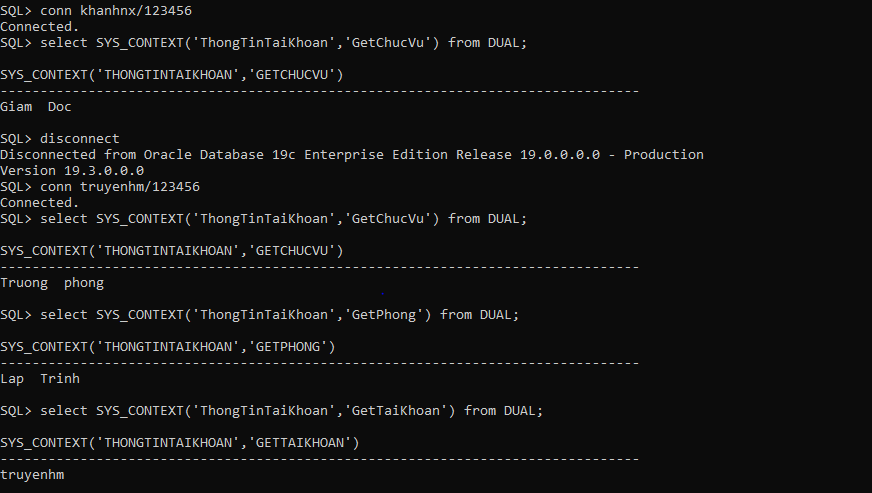 SQL> conn khanhnx/123456
Connected.
SQL> select SYS_CONTEXT('ThongTinTaiKhoan','GetChucVu') from DUAL;
SYS_CONTEXT('THONGTINTAIKHOAN','GETCHUCVU')
--------------------------------------------------------------------------------
Giam  Doc
SQL> disconnect
Disconnected from Oracle Database 19c Enterprise Edition Release 19.0.0.0.0 - Production
Version 19.3.0.0.0
SQL> conn truyenhm/123456
Connected.
SQL> select SYS_CONTEXT('ThongTinTaiKhoan','GetChucVu') from DUAL;
SYS_CONTEXT('THONGTINTAIKHOAN','GETCHUCVU')
--------------------------------------------------------------------------------
Truong  phong
SQL> select SYS_CONTEXT('ThongTinTaiKhoan','GetPhong') from DUAL;
SYS_CONTEXT('THONGTINTAIKHOAN','GETPHONG')
--------------------------------------------------------------------------------
Lap  Trinh
SQL> select SYS_CONTEXT('ThongTinTaiKhoan','GetTaiKhoan') from DUAL;
SYS_CONTEXT('THONGTINTAIKHOAN','GETTAIKHOAN')
--------------------------------------------------------------------------------
truyenhm